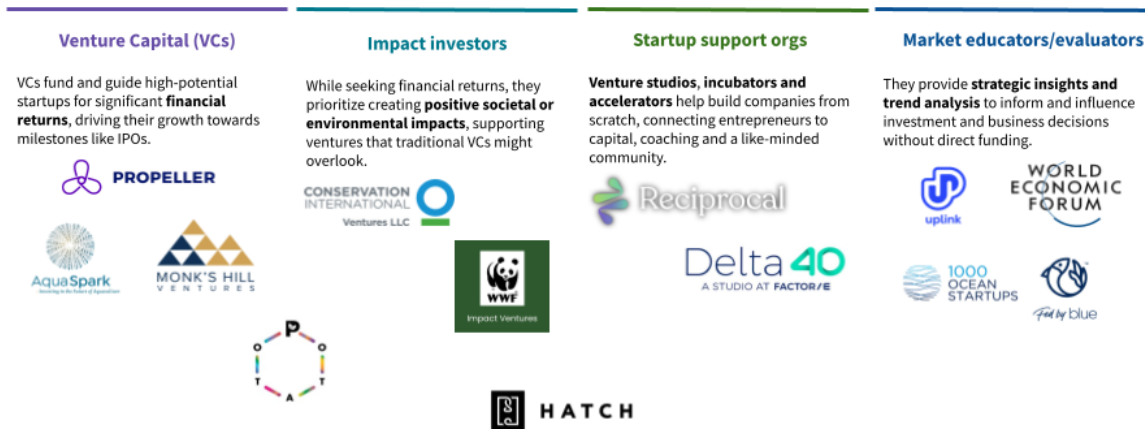 Venture Capital (VCs)
VCs fund and guide high-potential
startups for significant financial
returns, driving their growth towards
milestones like IPOs.
PROPELLER
AquaSpark
MONK'S HILL
VENTURES
Impact investors
While seeking financial returns, they
prioritize creating positive societal or
environmental impacts, supporting
ventures that traditional VCs might
overlook.
CONSERVATION
INTERNATIONAL
Ventures LLC
WWF
Impact Ventures
Startup support orgs
Venture studios, incubators and
accelerators help build companies from
scratch, connecting entrepreneurs to
capital, coaching and a like-minded
community.
Reciprocal
Delta 40
A STUDIO AT FACTOR/E
Market educators/evaluators
They provide strategic insights and
trend analysis to inform and influence
investment and business decisions
without direct funding.
uplink
WORLD
ECONOMIC
FORUM
1000
OCEAN
STARTUPS
Fed by blue
P
O
T
A
T
O
HATCH